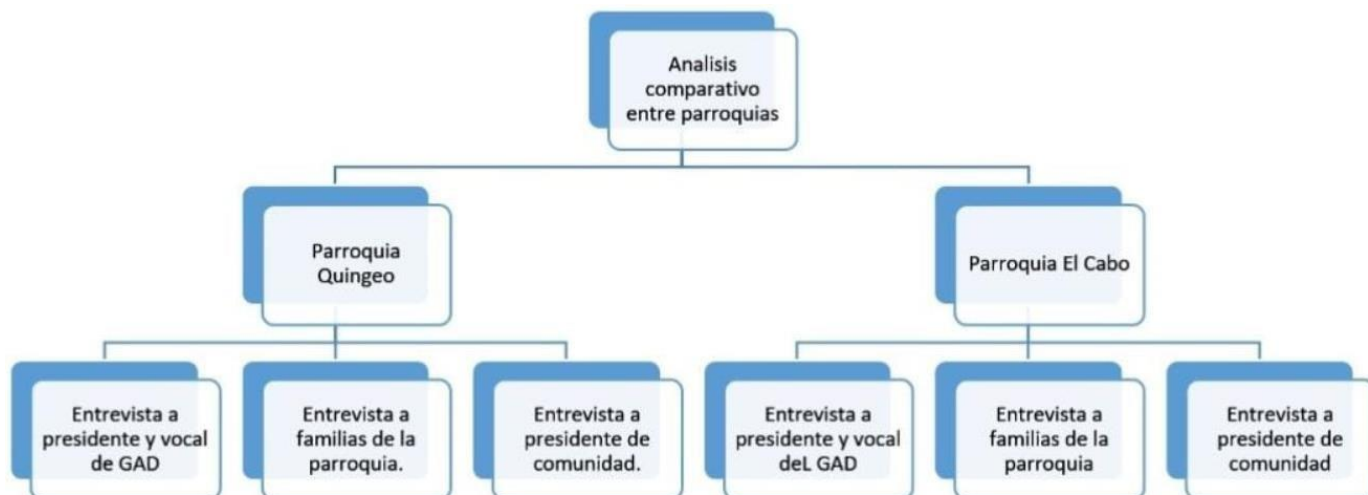 Analisis
comparativo
entre parroquias
Parroquia
Quingeo
Parroquia El Cabo
Entrevista a
presidente y vocal
de GAD
Entrevista a
familias de la
parroquia.
Entrevista a
presidente de
comunidad.
Entrevista a
presidente y vocal
deL GAD
Entrevista a
familias de la
parroquia
Entrevista a
presidente de
comunidad